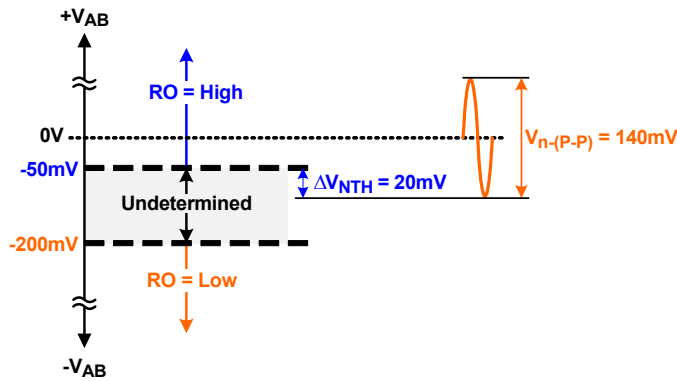 +VAB
RO = High
0V
Vn-(P-P) = 140mV
-50mV
ΔVNTH = 20mV
Undetermined
-200mV
RO = Low
-VAB